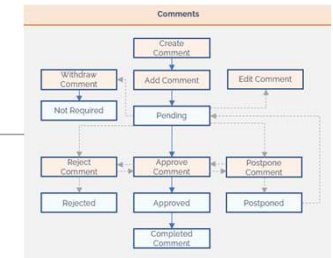 Comments
Create
Comment
Withdraw
Comment
Add Comment
Edit Comment
Not Required
Pending
Reject
Comment
Approve
Comment
Postpone
Comment
Rejected
Approved
Postponed
Completed
Comment